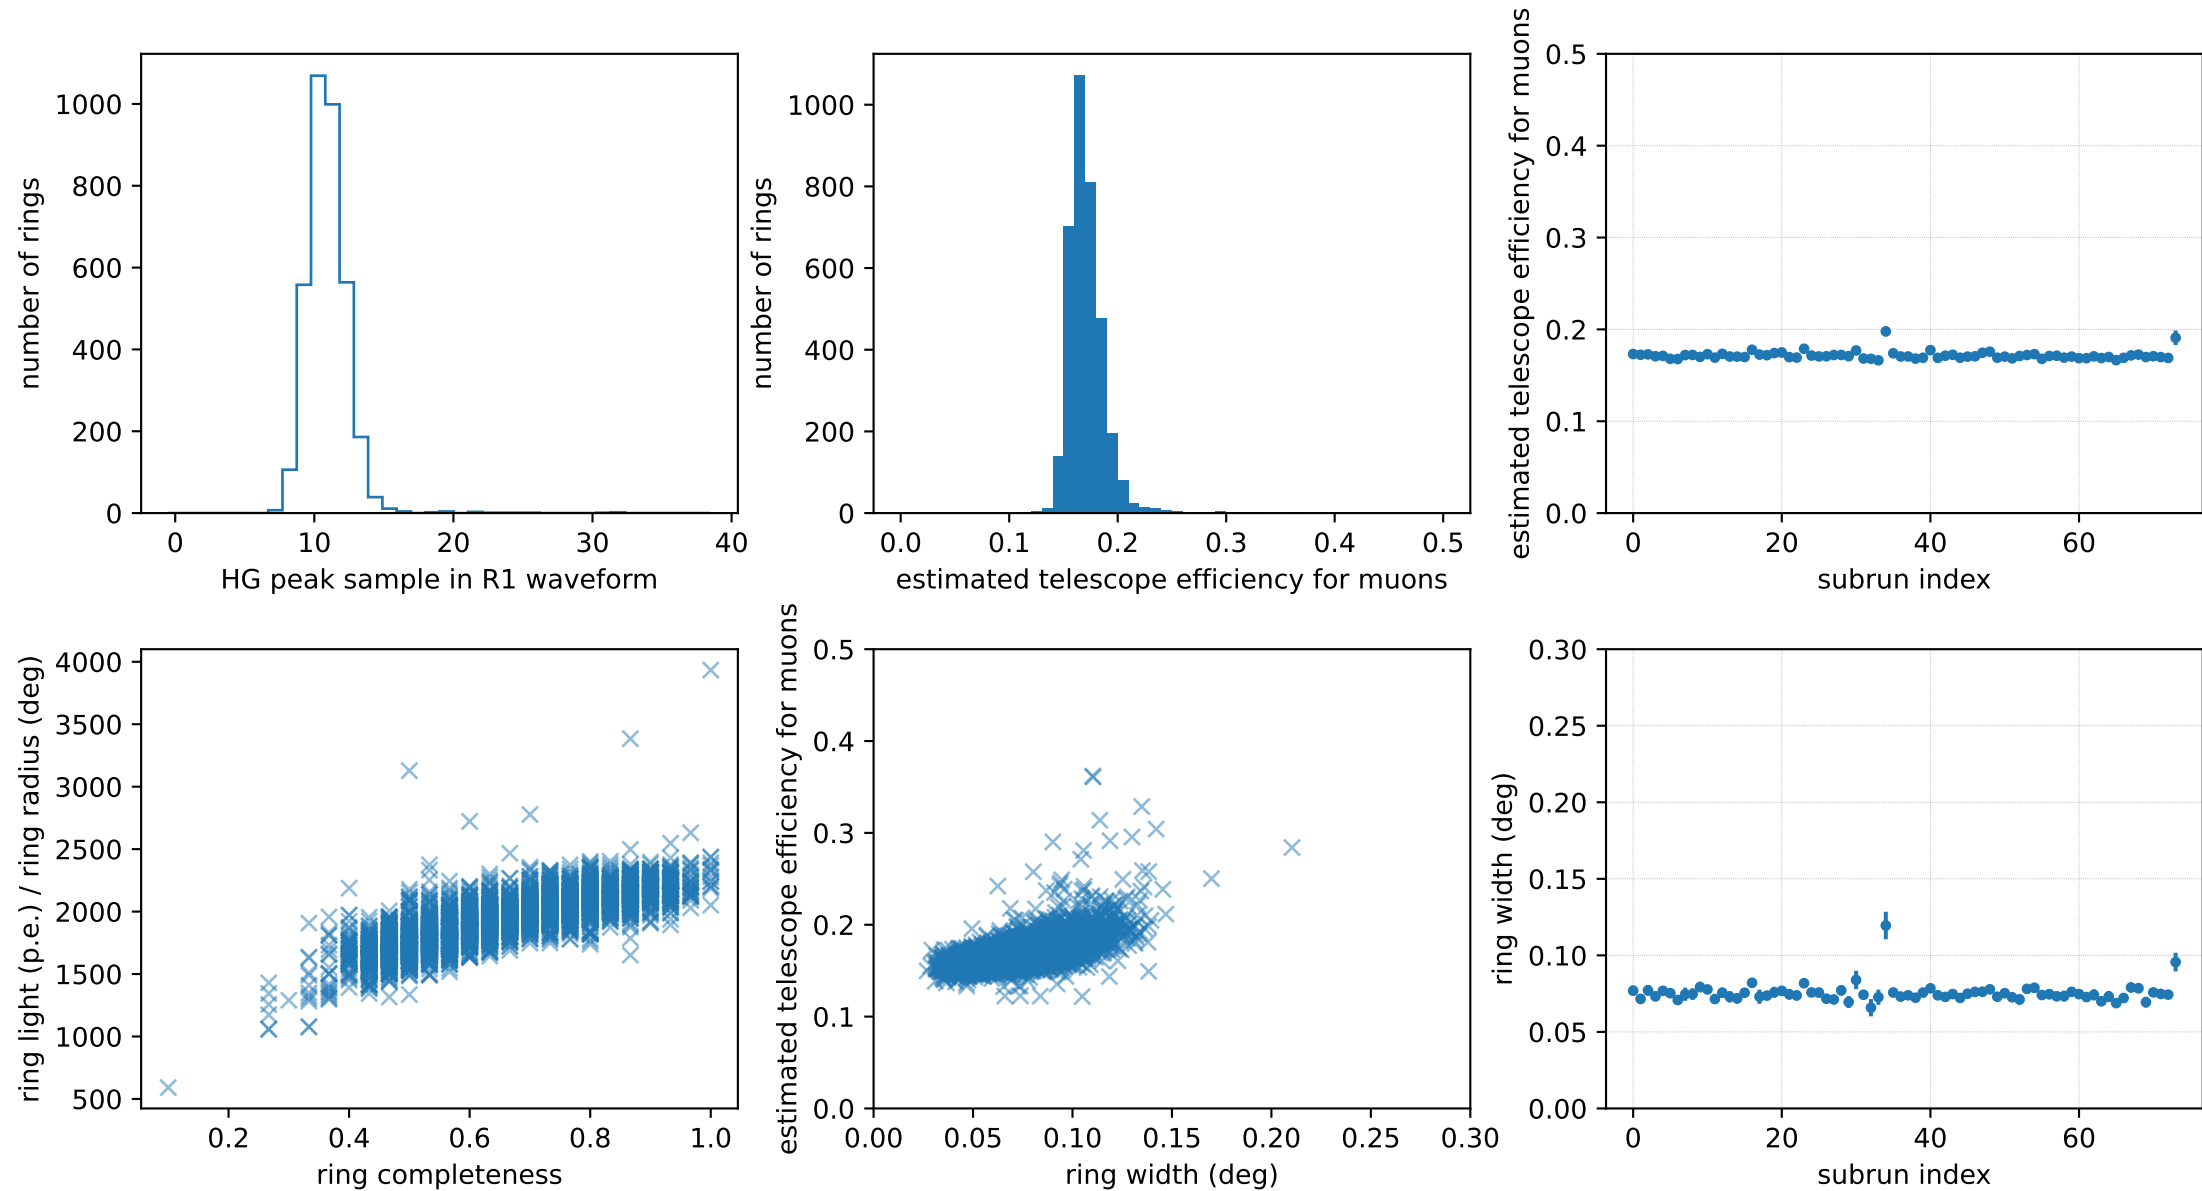 number of rings
1000
800
600
400
200
0
0 10 20 30 40
HG peak sample in R1 waveform
number of rings
1000
800
600
400
200
0
0.0 0.1 0.2 0.3 0.4 0.5
estimated telescope efficiency for muons
estimated telescope efficiency for muons
0.5
0.4
0.3
0.2
0.1
0.0
0 20 40 60
subrun index
ring light (p.e.) / ring radius (deg)
4000
3500
3000
2500
2000
1500
1000
500
0.2 0.4 0.6 0.8 1.0
ring completeness
estimated telescope efficiency for muons
0.5
0.4
0.3
0.2
0.1
0.0
0.00 0.05 0.10 0.15 0.20 0.25 0.30
ring width (deg)
ring width (deg)
0.30
0.25
0.20
0.15
0.10
0.05
0.00
0 20 40 60
subrun index